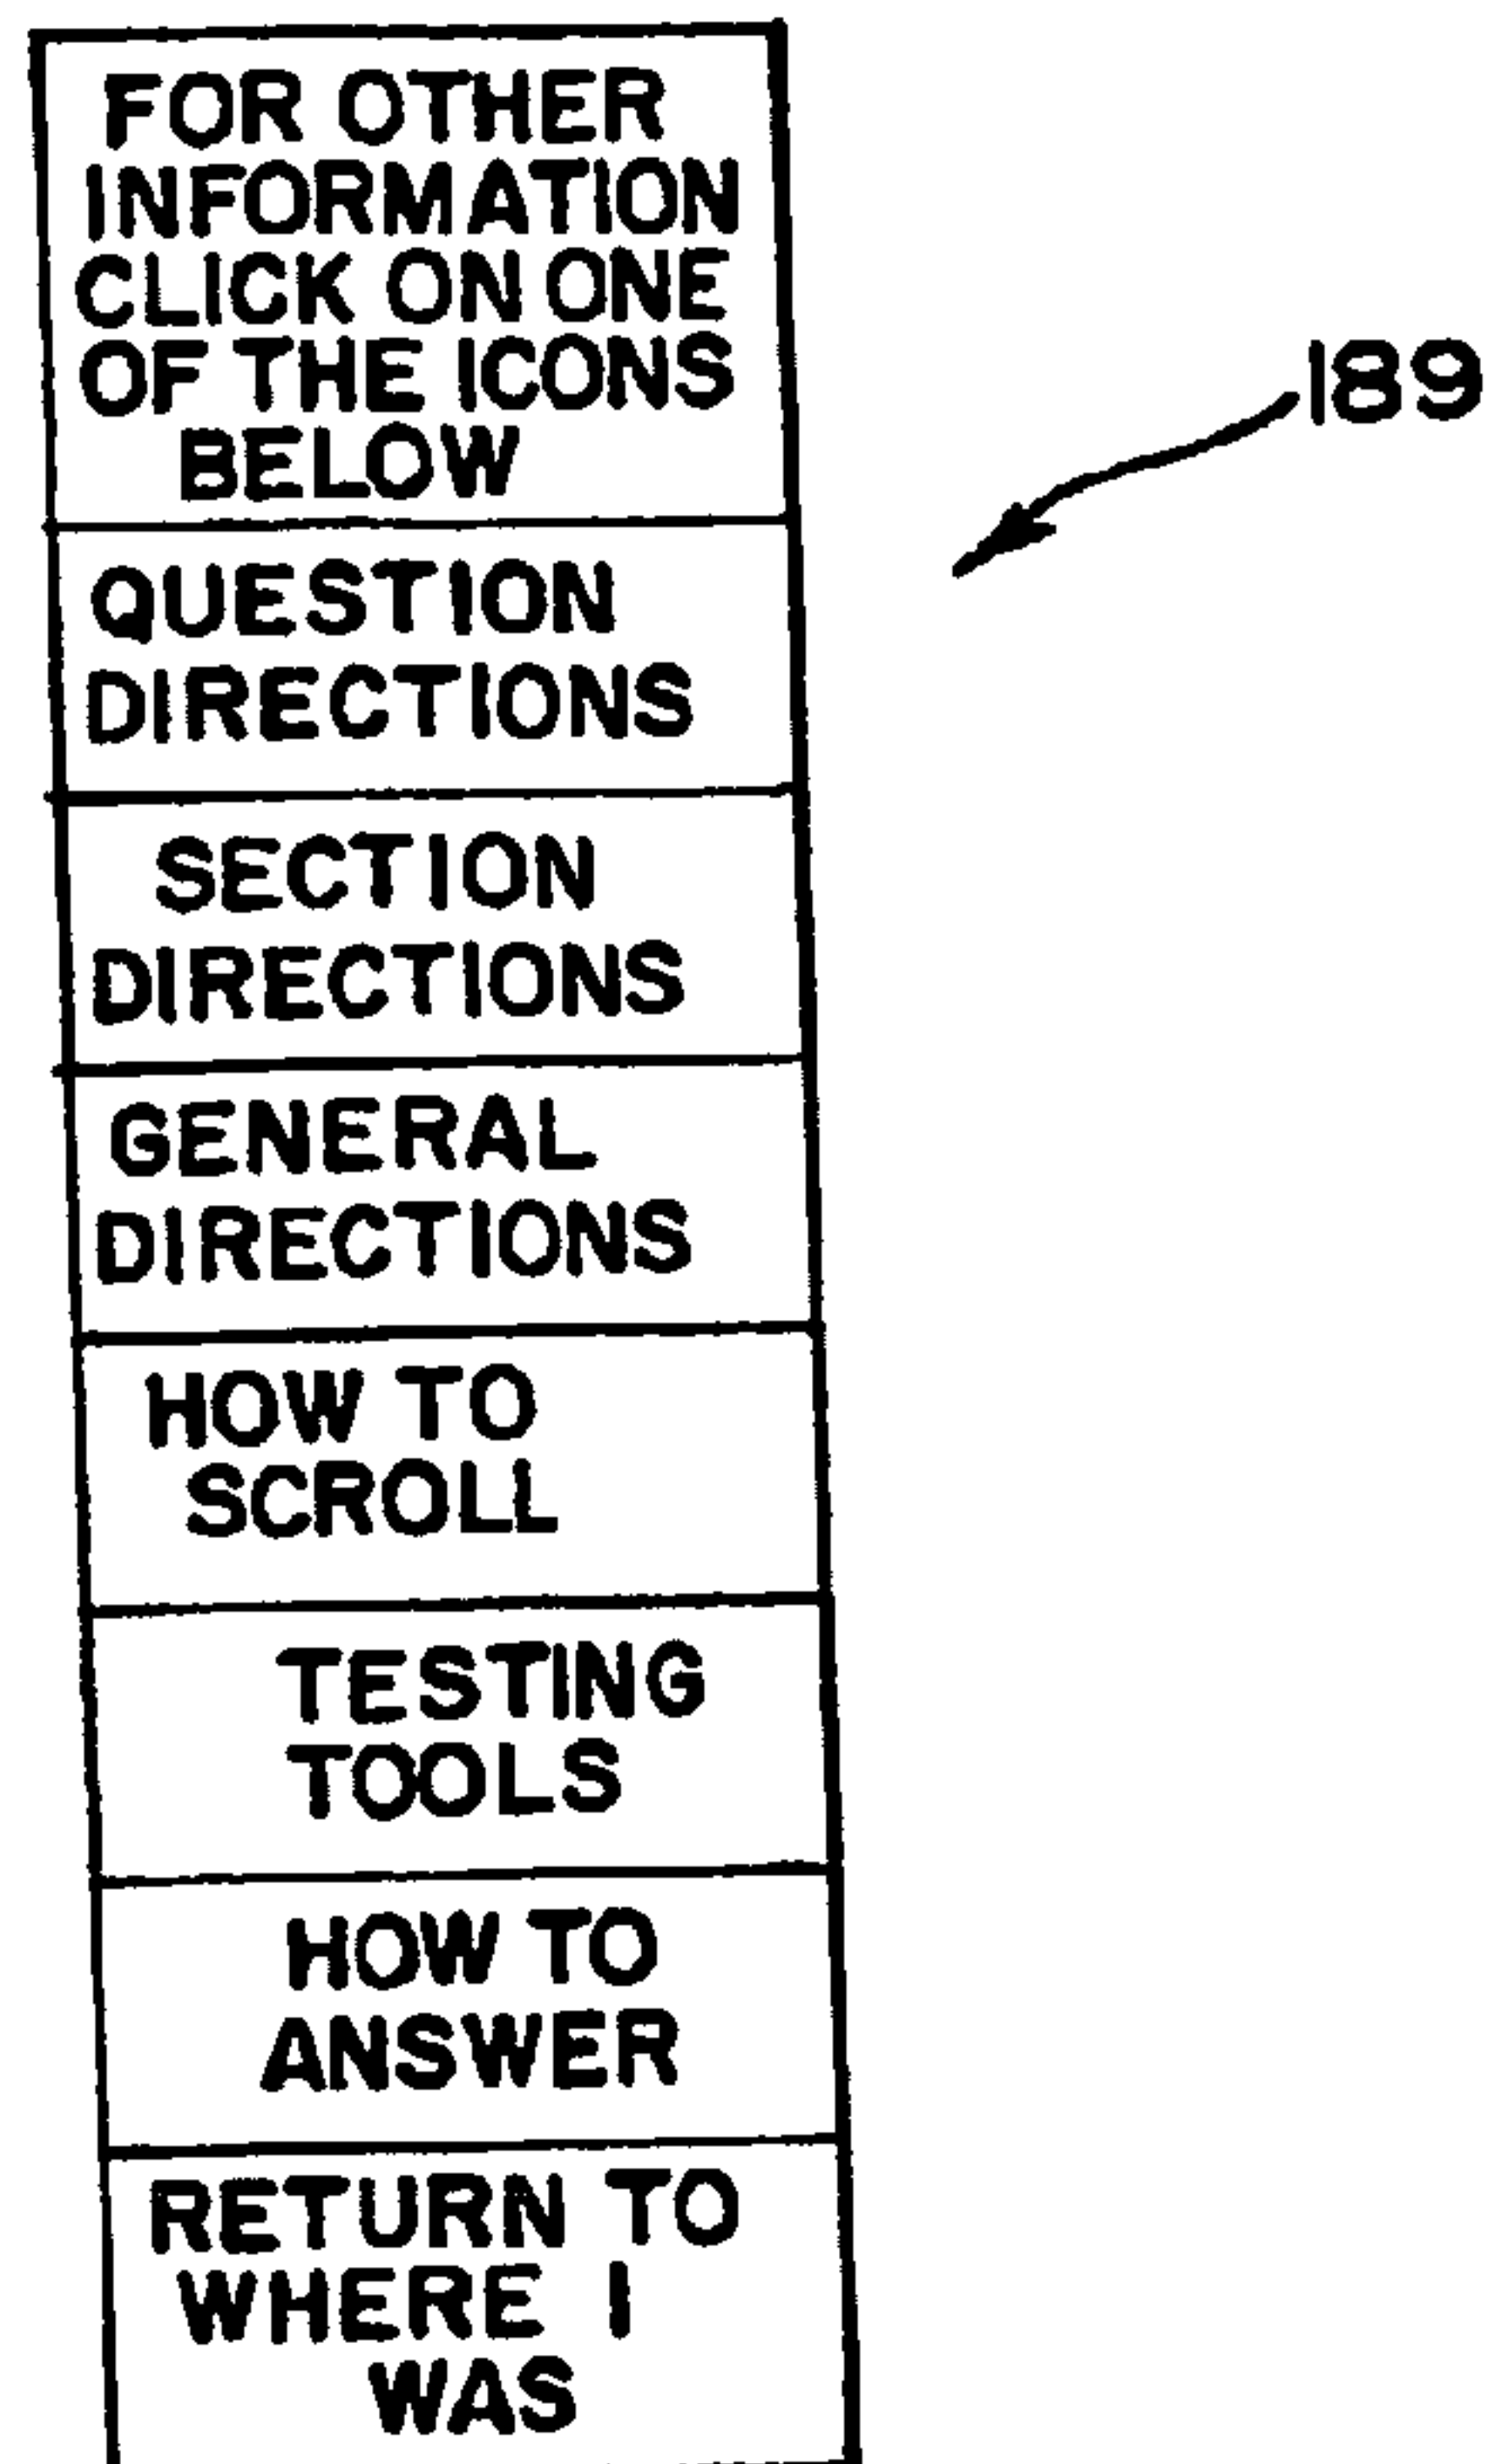 FOR OTHER
INFORMATION
CLICK ON ONE
OF THE ICONS
BELOW
189
QUESTION
DIRECTIONS
SECTION
DIRECTIONS
GENERAL
DIRECTIONS
HOW TO
SCROLL
TESTING
TOOLS
HOW TO
ANSWER
RETURN TO
WHERE I
WAS